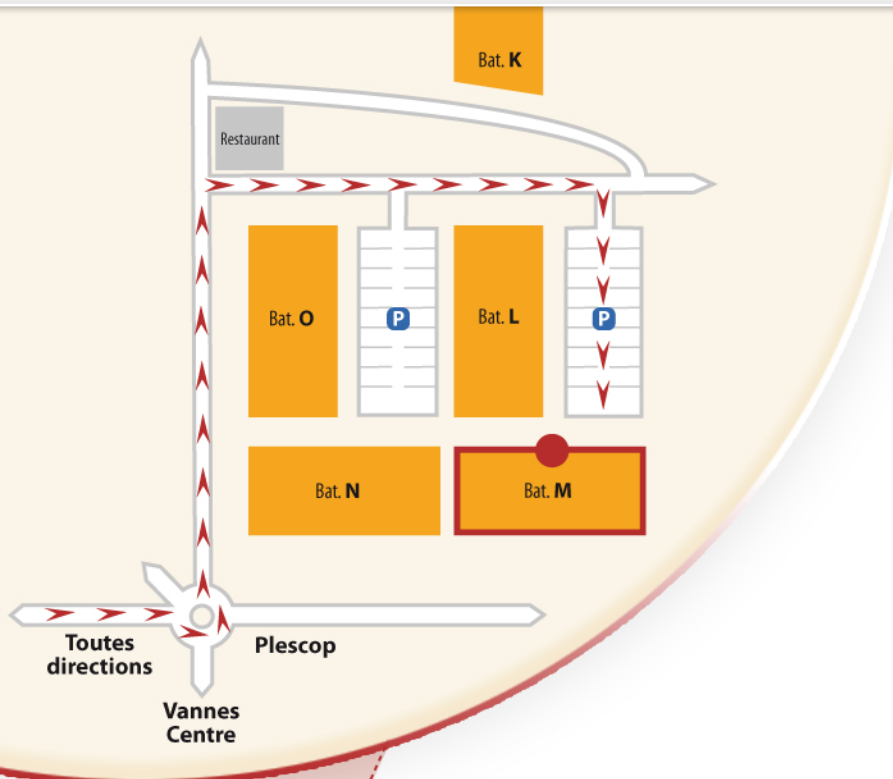 Bat. K
Restaurant
Bat. O
P
Bat. L
P
Bat. N
Bat. M
Toutes
directions
Plescop
Vannes
Centre